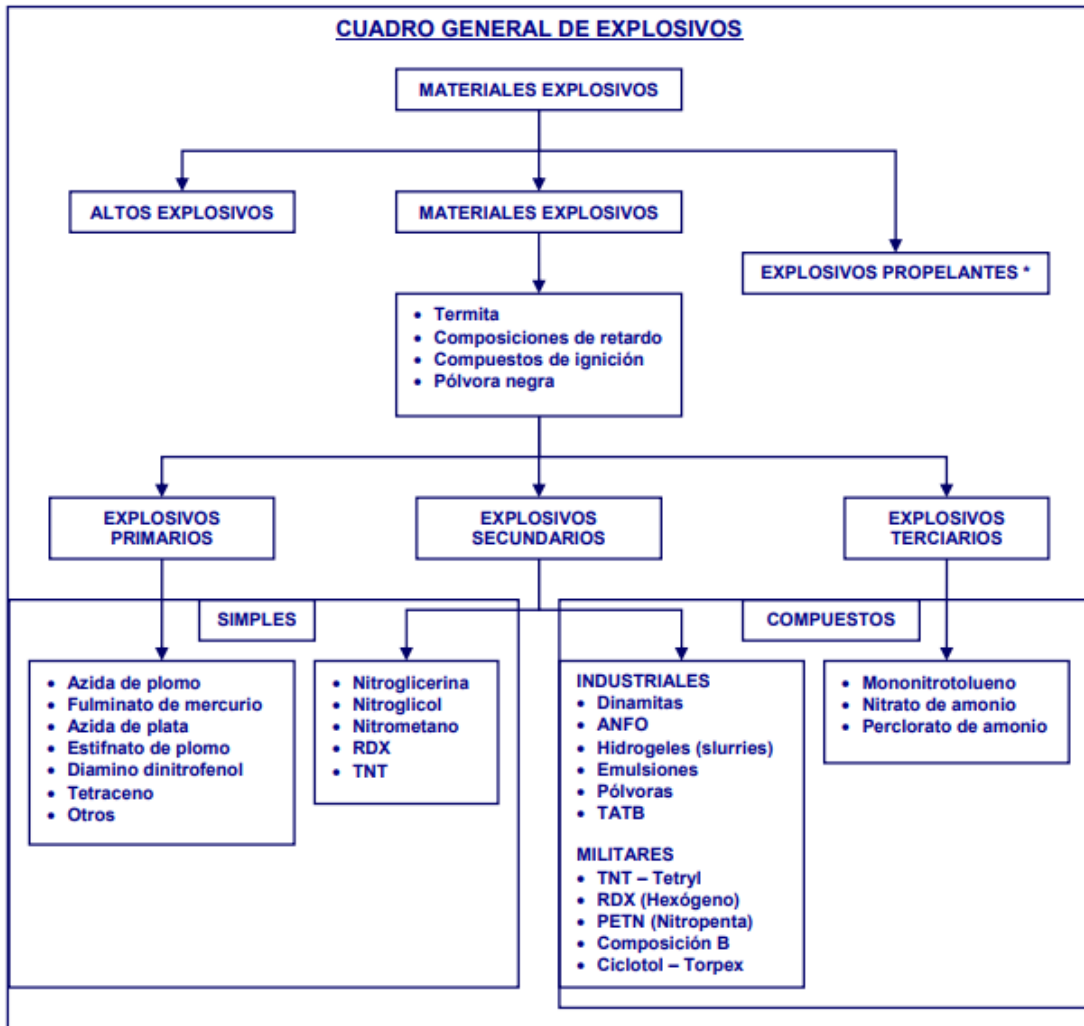 CUADRO GENERAL DE EXPLOSIVOS
MATERIALES EXPLOSIVOS
ALTOS EXPLOSIVOS
MATERIALES EXPLOSIVOS
EXPLOSIVOS PROPELANTES *
• Termita
• Composiciones de retardo
• Compuestos de ignición
• Pólvora negra
EXPLOSIVOS
PRIMARIOS
EXPLOSIVOS
SECUNDARIOS
EXPLOSIVOS
TERCIARIOS
SIMPLES
COMPUESTOS
• Azida de plomo
• Fulminato de mercurio
• Azida de plata
• Estifnato de plomo
• Diamino dinitrofenol
• Tetraceno
• Otros
• Nitroglicerina
• Nitroglicol
• Nitrometano
• RDX
• TNT
INDUSTRIALES
• Dinamitas
• ANFO
• Hidrogeles (slurries)
• Emulsiones
• Pólvoras
• TATB
MILITARES
• TNT – Tetryl
• RDX (Hexógeno)
• PETN (Nitropenta)
• Composición B
• Ciclotol – Torpex
• Mononitrotolueno
• Nitrato de amonio
• Perclorato de amonio